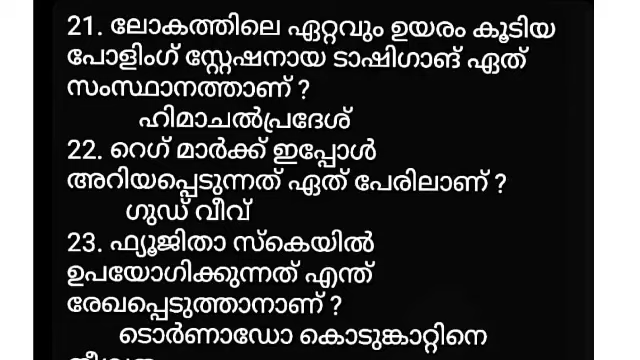 21. ലോകത്തിലെ ഏറ്റവും ഉയരം കൂടിയ
പോളിംഗ് സ്റ്റേഷനായ ടാഷിഗാങ് ഏത്
സംസ്ഥാനത്താണ് ?
ഹിമാചൽപ്രദേശ്
22. റെഗ് മാർക്ക് ഇപ്പോൾ
അറിയപ്പെടുന്നത് ഏത് പേരിലാണ് ?
ഗുഡ് വീവ്
23. ഫ്യൂജിതാ സ്കെയിൽ
ഉപയോഗിക്കുന്നത് എന്ത്
രേഖപ്പെടുത്താനാണ് ?
ടൊർണാഡോ കൊടുങ്കാറ്റിനെ